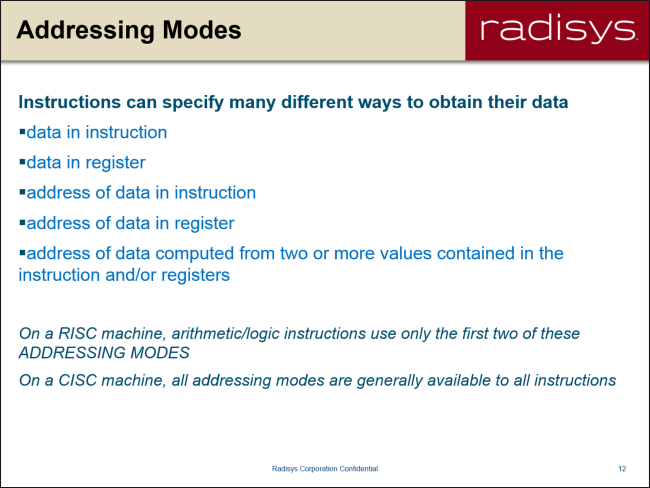 Addressing Modes
radisys.
Instructions can specify many different ways to obtain their data
▪data in instruction
▪data in register
▪address of data in instruction
▪address of data in register
▪address of data computed from two or more values contained in the
instruction and/or registers
On a RISC machine, arithmetic/logic instructions use only the first two of these
ADDRESSING MODES
On a CISC machine, all addressing modes are generally available to all instructions
Radisys Corporation Confidential
12